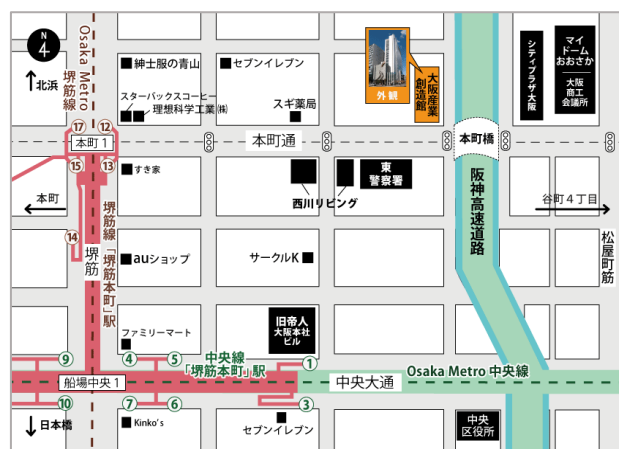 N
4
北浜
Osaka Metro
堺筋線
紳士服の青山
スターバックスコーヒー
理想科学工業㈱
セブンイレブン
スギ薬局
外観
大阪産業
創造館
シティプラザ大阪
マイ
ドーム
おおさか
大阪
商工
会議所
17
12
本町1
15
13
本町通
本町橋
すき家
西川リビング
東
警察署
本町
14
堺筋
堺筋線「堺筋本町」駅
auショップ
サークルK
阪神高速道路
谷町4丁目
松屋町筋
ファミリーマート
旧帝人
大阪本社
ビル
9
4
5
中央線
「堺筋本町」駅
1
Osaka Metro 中央線
船場中央1
中央大通
10
7
6
3
日本橋
Kinko's
セブンイレブン
中央
区役所